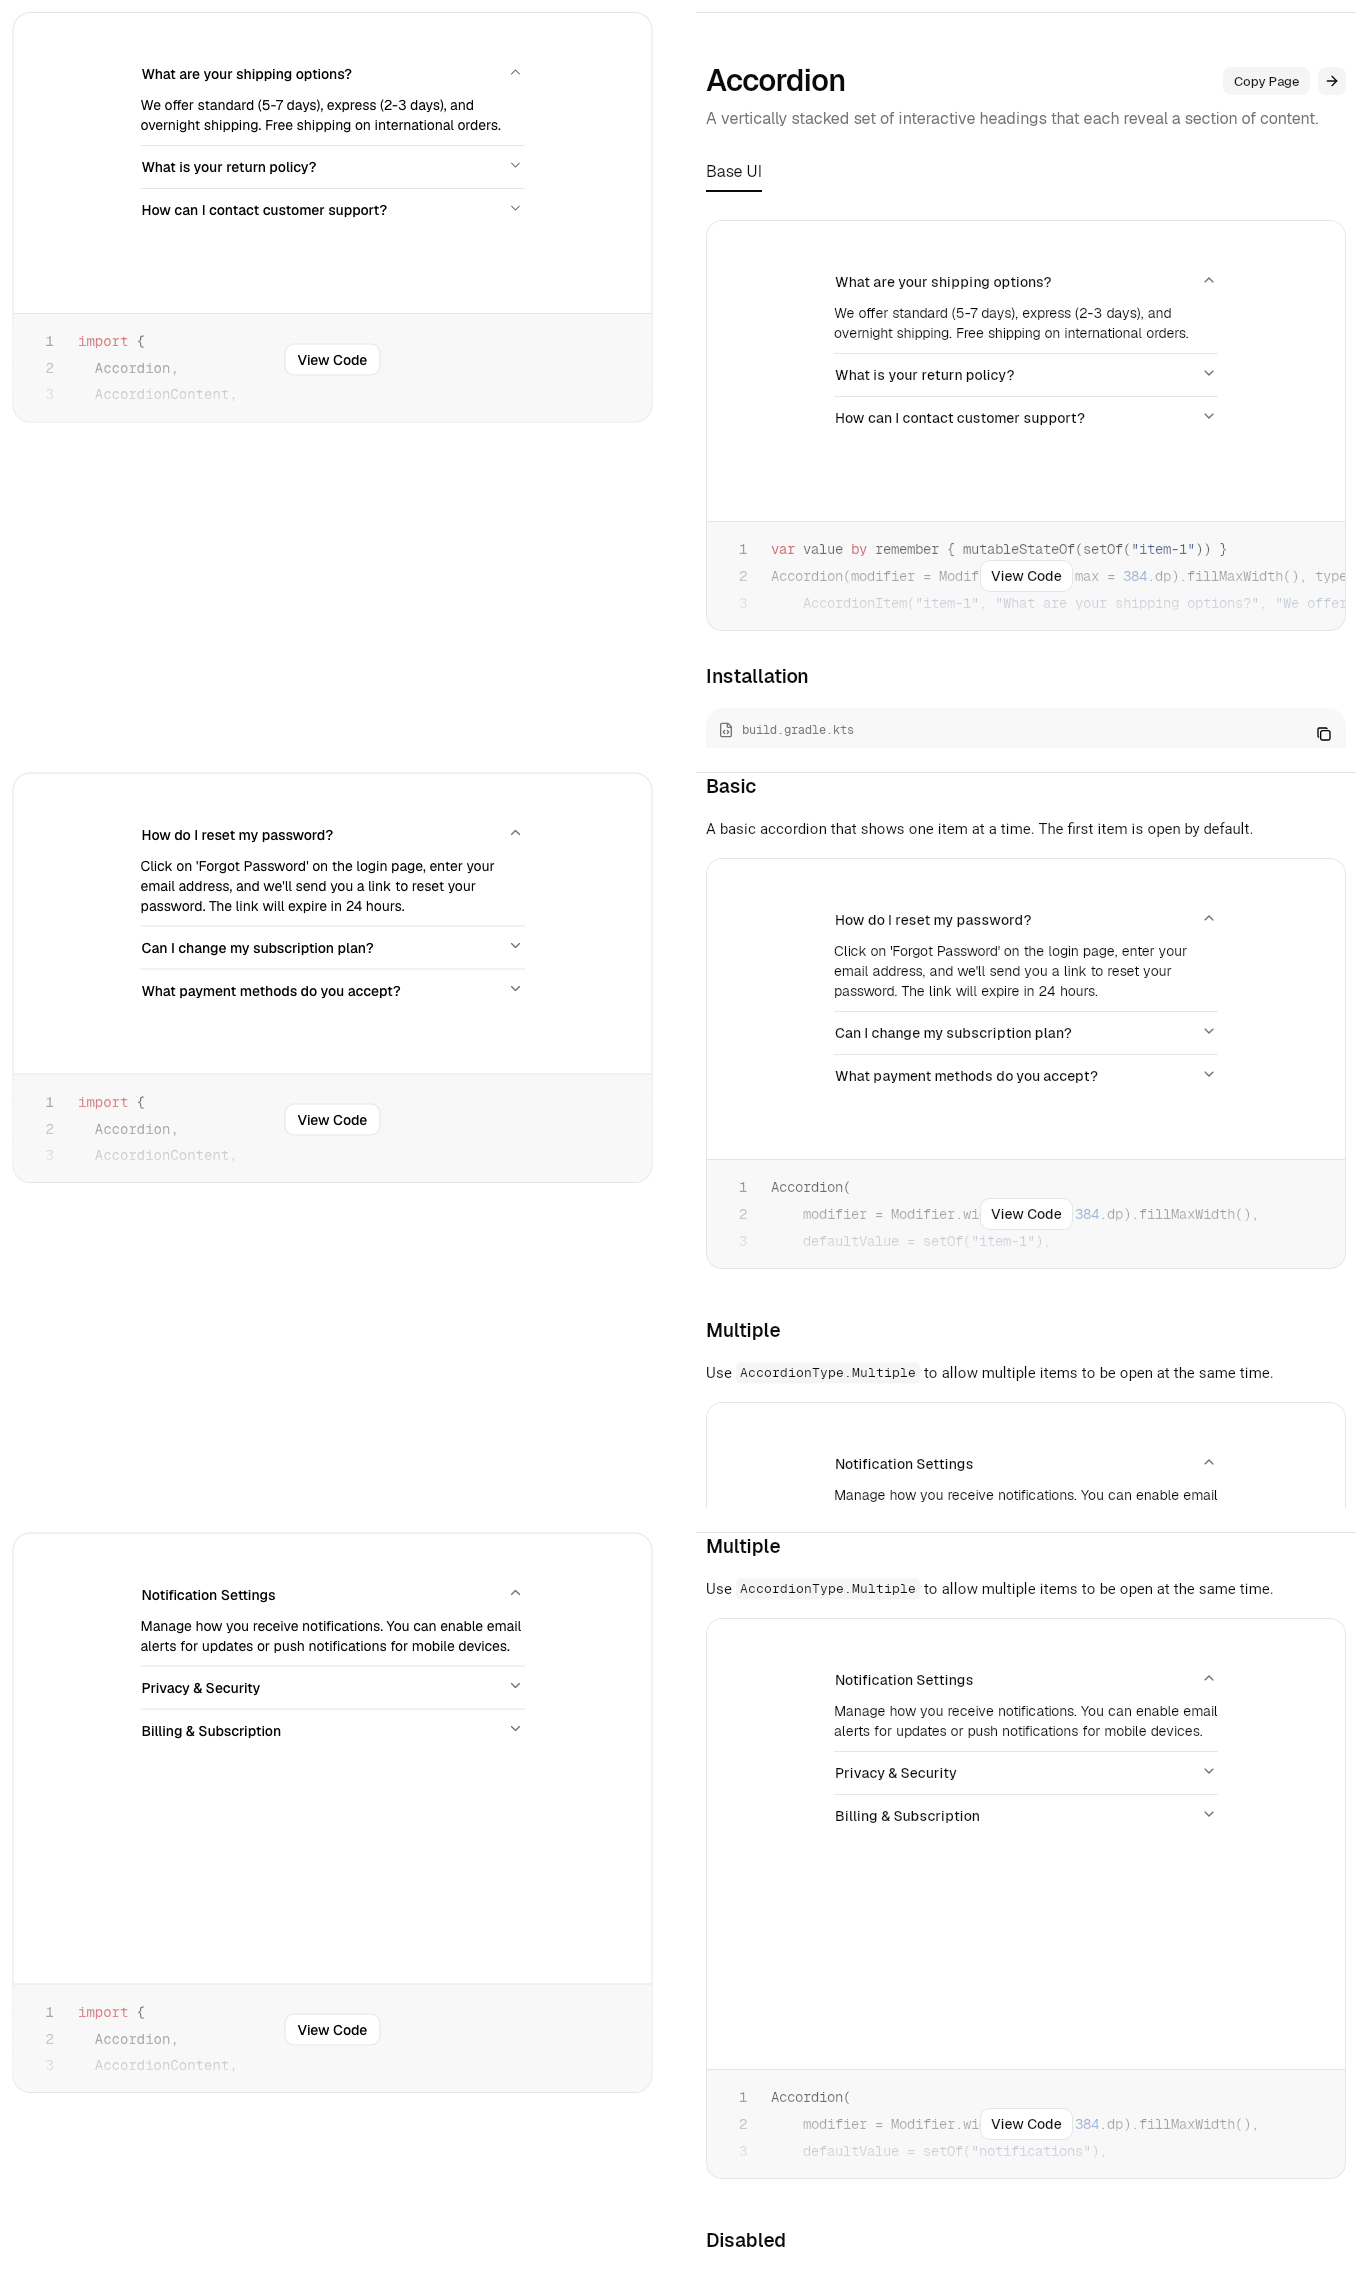 What are your shipping options?
We offer standard (5-7 days), express (2-3 days), and
overnight shipping. Free shipping on international orders.
What is your return policy?
How can I contact customer support?
1 import {
2 Accordion,
3 AccordionContent,
View Code
Accordion
Copy Page
A vertically stacked set of interactive headings that each reveal a section of content.
Base UI
What are your shipping options?
We offer standard (5-7 days), express (2-3 days), and
overnight shipping. Free shipping on international orders.
What is your return policy?
How can I contact customer support?
1 var value by remember { mutableStateOf(setOf("item-1")) }
2 Accordion(modifier = Modif
View Code
max = 384.dp).fillMaxWidth(), type
3 AccordionItem("item-1", "What are your shipping options?", "We offer
Installation
build.gradle.kts
How do I reset my password?
Click on 'Forgot Password' on the login page, enter your
email address, and we'll send you a link to reset your
password. The link will expire in 24 hours.
Can I change my subscription plan?
What payment methods do you accept?
1 import {
2 Accordion,
3 AccordionContent,
View Code
Basic
A basic accordion that shows one item at a time. The first item is open by default.
How do I reset my password?
Click on 'Forgot Password' on the login page, enter your
email address, and we'll send you a link to reset your
password. The link will expire in 24 hours.
Can I change my subscription plan?
What payment methods do you accept?
1 Accordion(
2 modifier = Modifier.wi
View Code
384.dp).fillMaxWidth(),
3 defaultValue = setOf("item-1"),
Multiple
Use AccordionType.Multiple to allow multiple items to be open at the same time.
Notification Settings
Manage how you receive notifications. You can enable email
Notification Settings
Manage how you receive notifications. You can enable email
alerts for updates or push notifications for mobile devices.
Privacy & Security
Billing & Subscription
1 import {
2 Accordion,
3 AccordionContent,
View Code
Multiple
Use AccordionType.Multiple to allow multiple items to be open at the same time.
Notification Settings
Manage how you receive notifications. You can enable email
alerts for updates or push notifications for mobile devices.
Privacy & Security
Billing & Subscription
1 Accordion(
2 modifier = Modifier.wi
View Code
384.dp).fillMaxWidth(),
3 defaultValue = setOf("notifications"),
Disabled